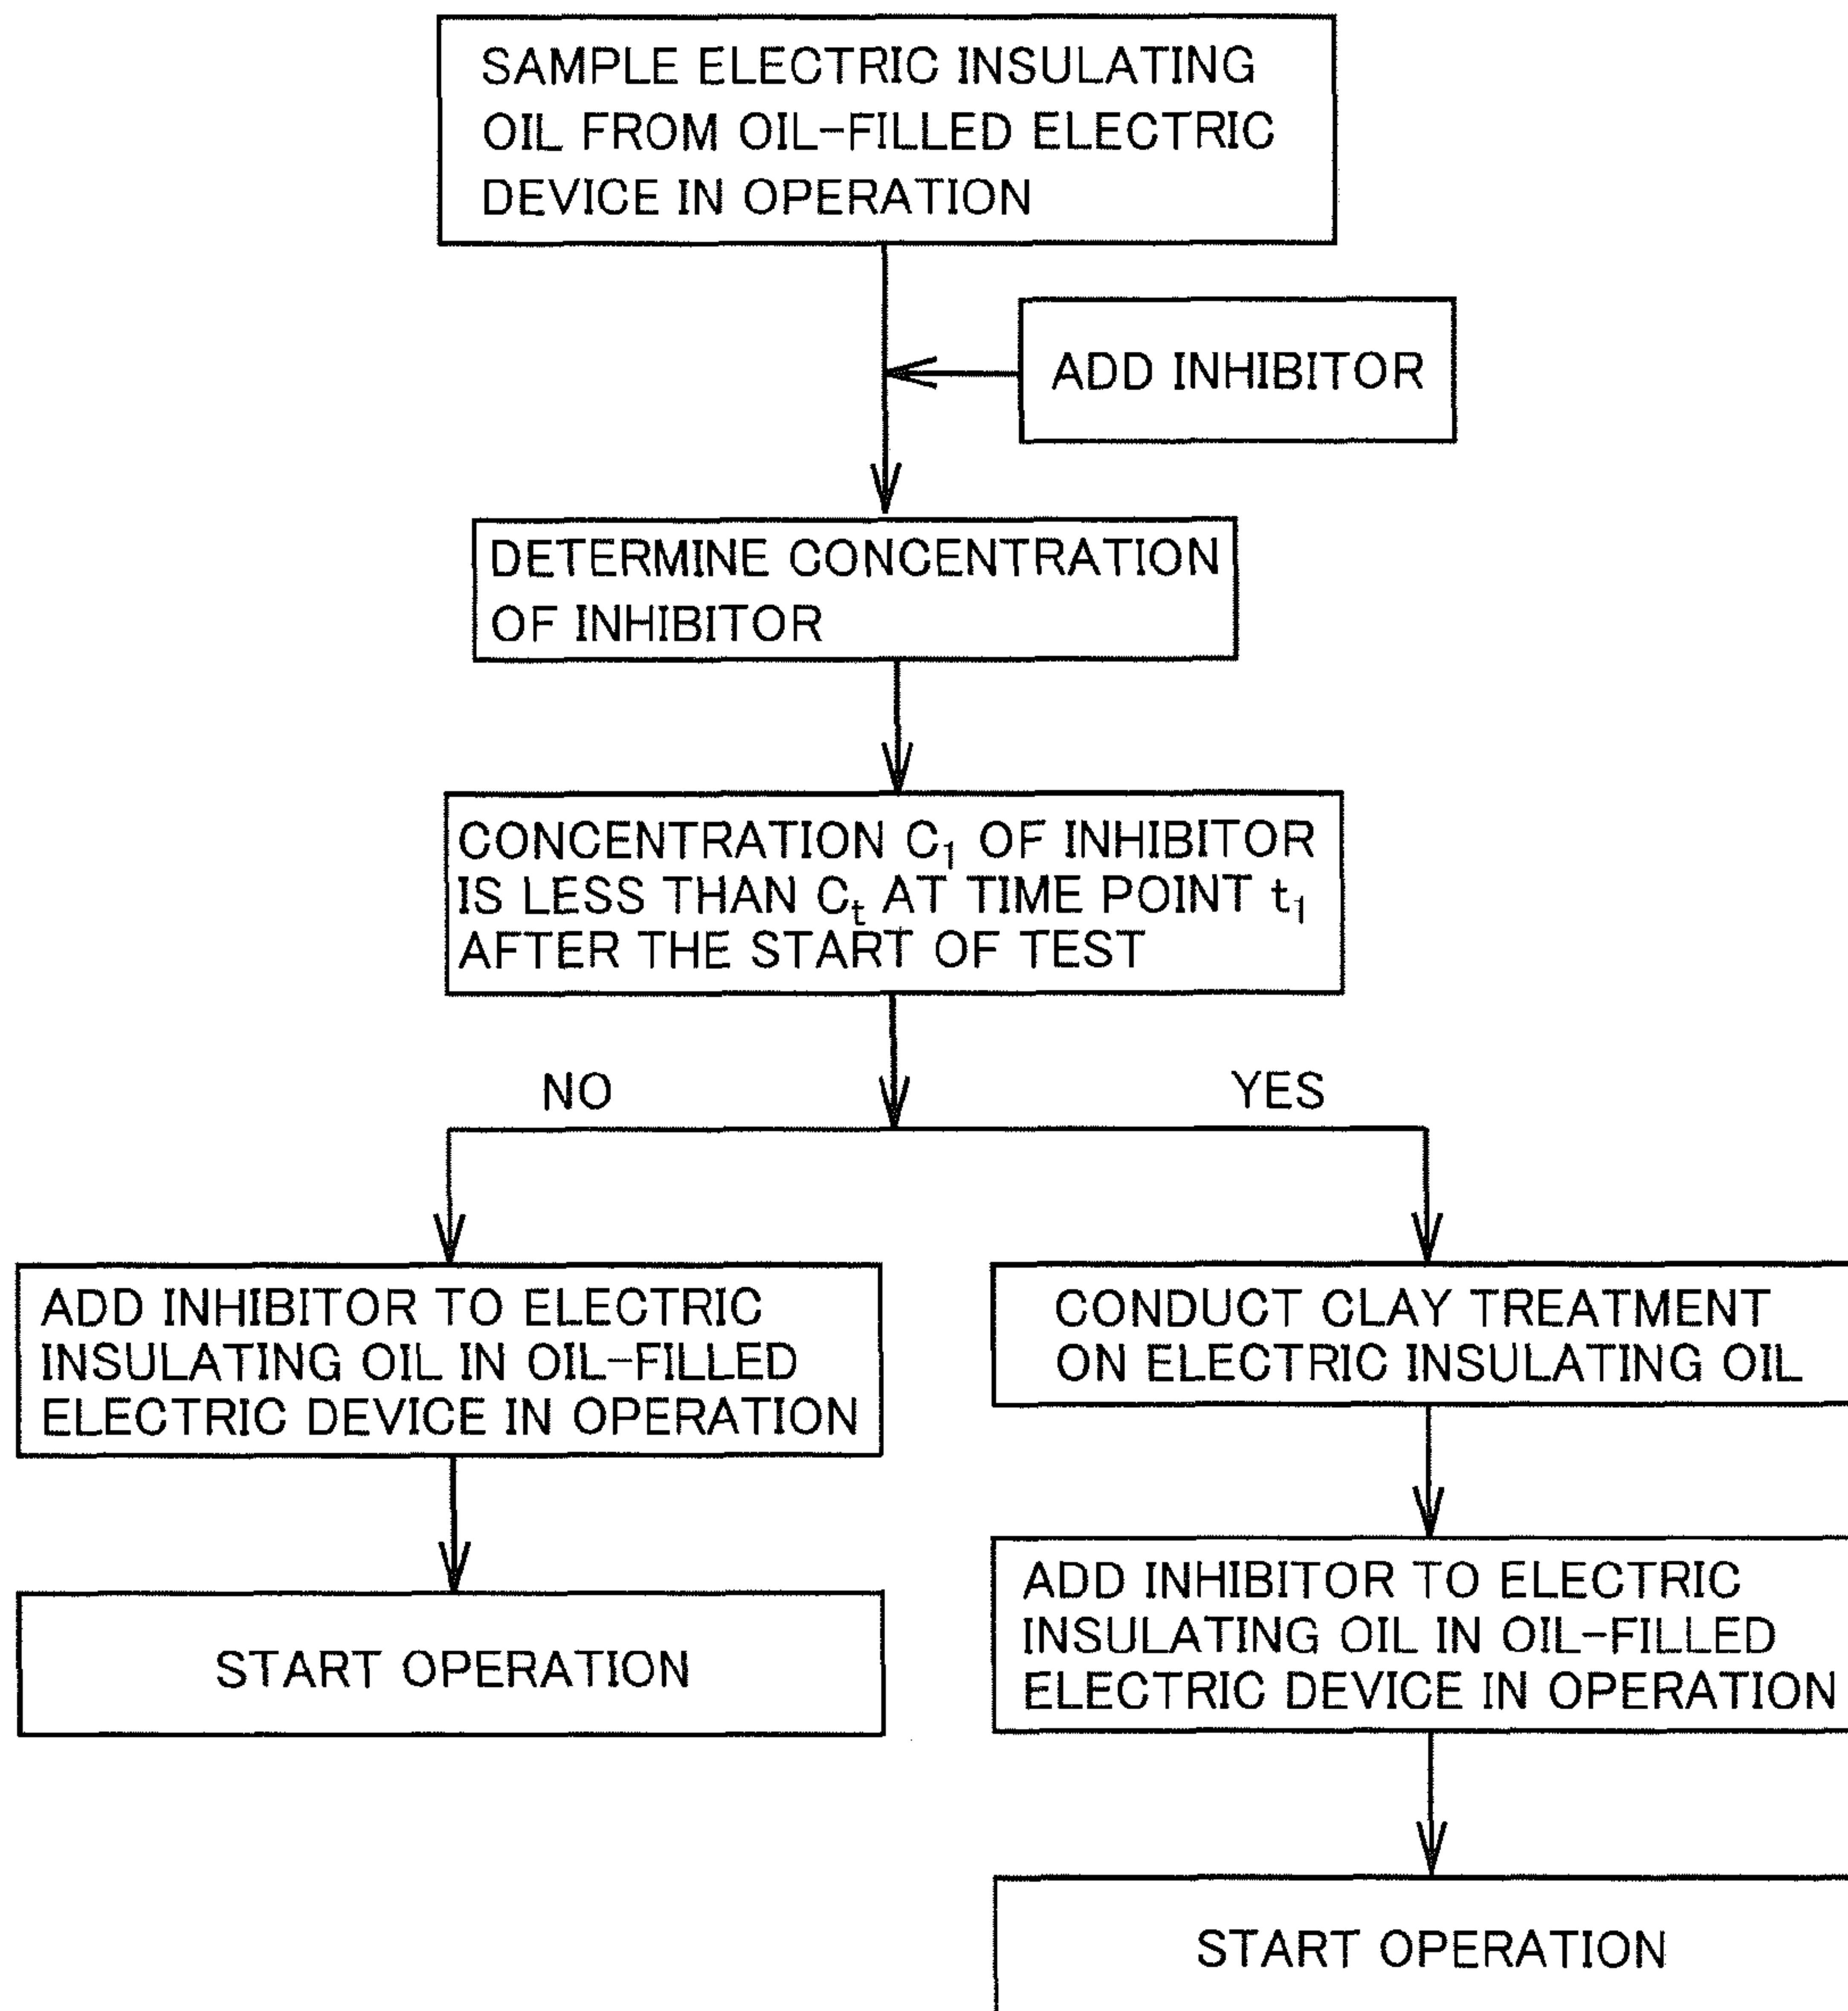 SAMPLE ELECTRIC INSULATING
OIL FROM OIL-FILLED ELECTRIC
DEVICE IN OPERATION
ADD INHIBITOR
DETERMINE CONCENTRATION
OF INHIBITOR
CONCENTRATION C₁ OF INHIBITOR
IS LESS THAN Cₜ AT TIME POINT t₁
AFTER THE START OF TEST
NO
YES
ADD INHIBITOR TO ELECTRIC
INSULATING OIL IN OIL-FILLED
ELECTRIC DEVICE IN OPERATION
START OPERATION
CONDUCT CLAY TREATMENT
ON ELECTRIC INSULATING OIL
ADD INHIBITOR TO ELECTRIC
INSULATING OIL IN OIL-FILLED
ELECTRIC DEVICE IN OPERATION
START OPERATION